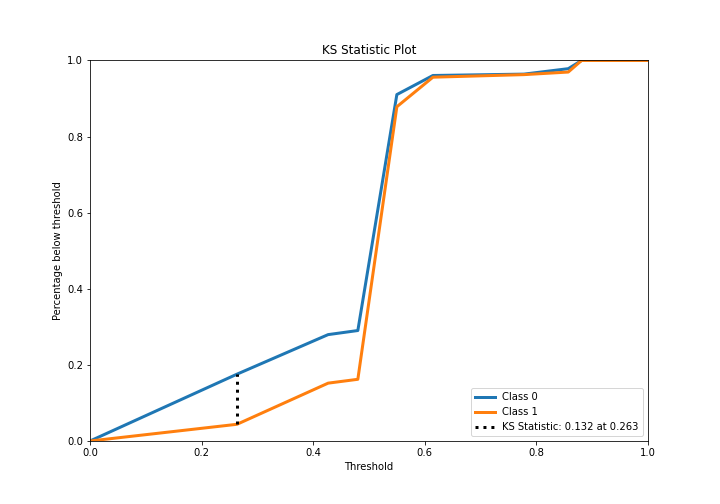 KS Statistic Plot
1.0
0.8
0.6
0.4
0.2
0.0
Percentage below threshold
0.0 0.2 0.4 0.6 0.8 1.0
Threshold
Class 0
Class 1
KS Statistic: 0.132 at 0.263